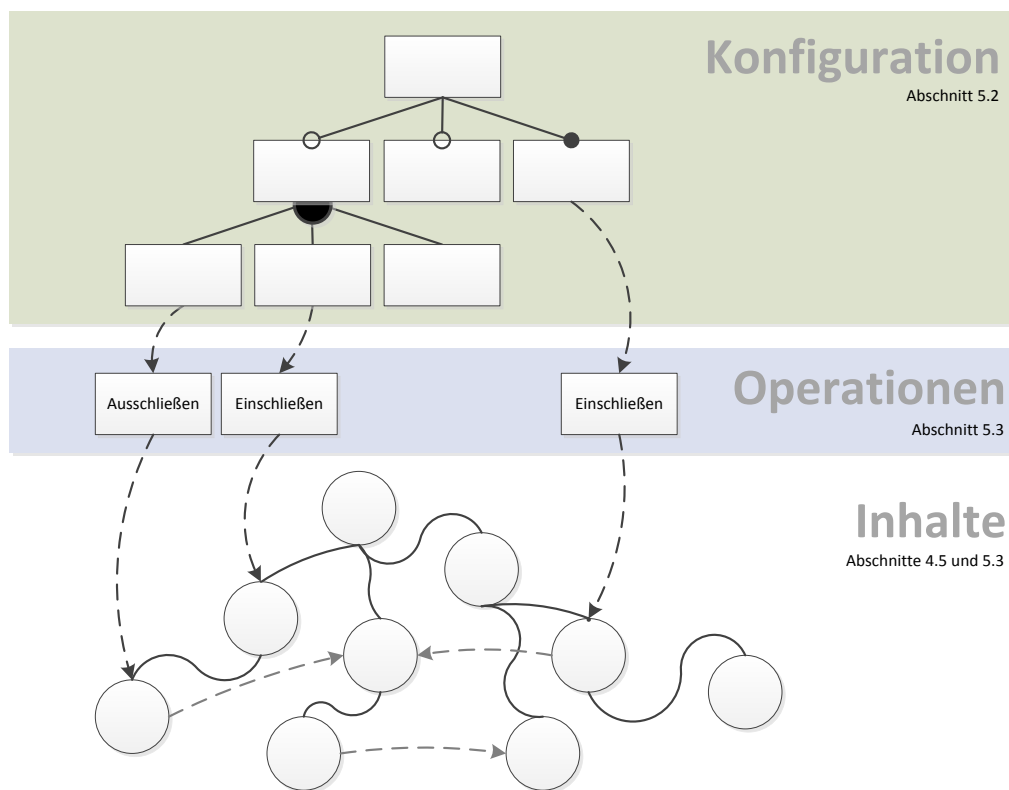 Konfiguration
Abschnitt 5.2
Operationen
Ausschließen
Einschließen
Einschließen
Abschnitt 5.3
Inhalte
Abschnitte 4.5 und 5.3